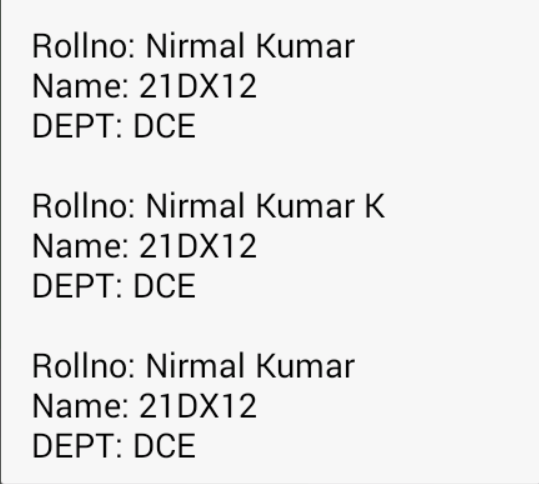 Rollno: Nirmal Kumar
Name: 21DX12
DEPT: DCE
Rollno: Nirmal Kumar K
Name: 21DX12
DEPT: DCE
Rollno: Nirmal Kumar
Name: 21DX12
DEPT: DCE